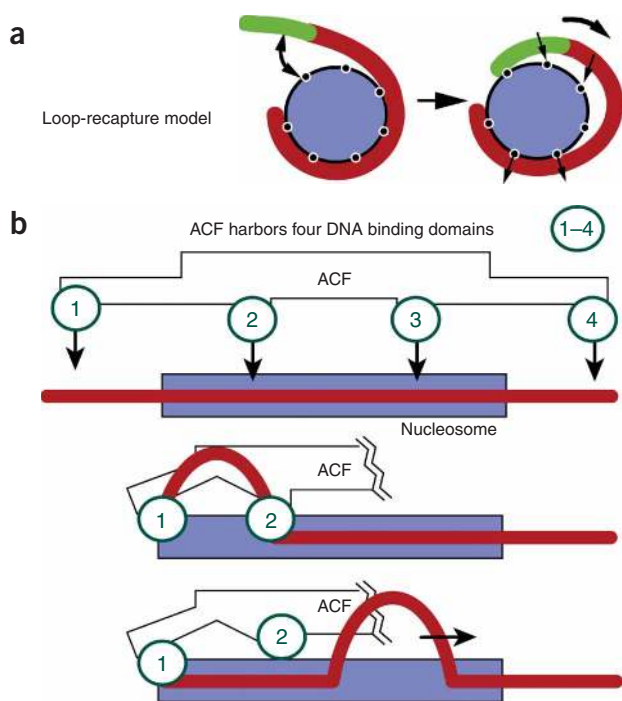 a
Loop-recapture model
b
ACF harbors four DNA binding domains
1–4
ACF
1
2
3
4
Nucleosome
ACF
1
2
ACF
2
1